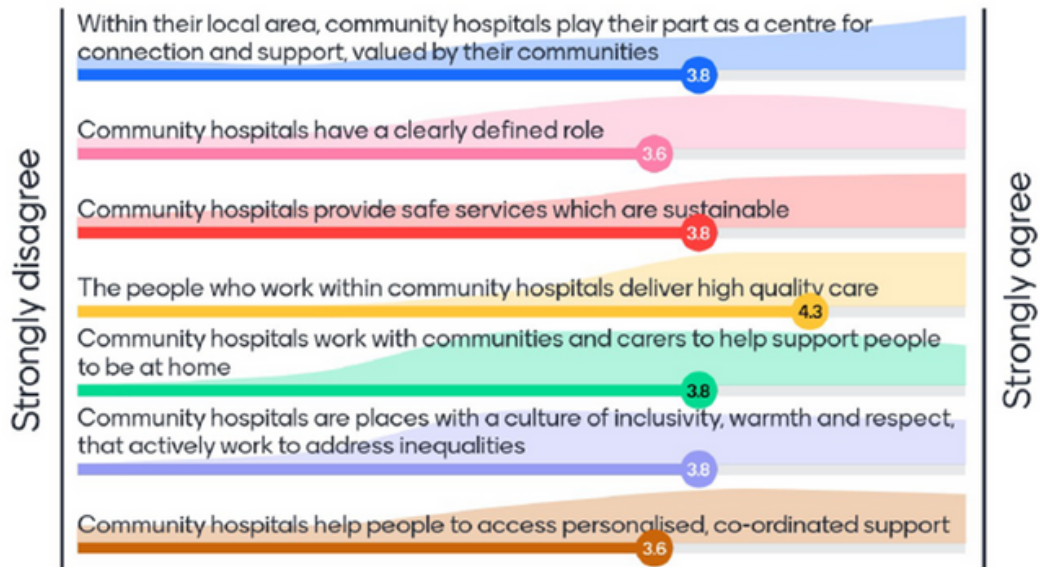 Strongly disagree
Within their local area, community hospitals play their part as a centre for
connection and support, valued by their communities
3.8
Community hospitals have a clearly defined role
3.6
Community hospitals provide safe services which are sustainable
3.8
The people who work within community hospitals deliver high quality care
4.3
Community hospitals work with communities and carers to help support people
to be at home
3.8
Community hospitals are places with a culture of inclusivity, warmth and respect,
that actively work to address inequalities
3.8
Community hospitals help people to access personalised, co-ordinated support
3.6
Strongly agree